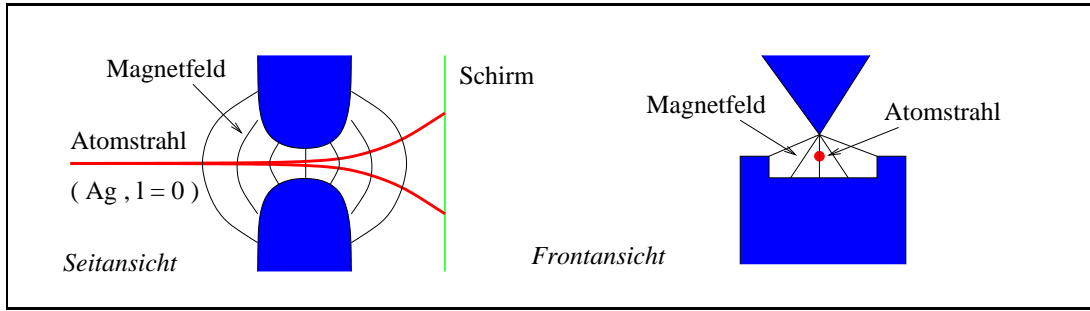 Magnetfeld
Schirm
Atomstrahl
( Ag , l = 0 )
Seitansicht
Magnetfeld
Atomstrahl
Frontansicht